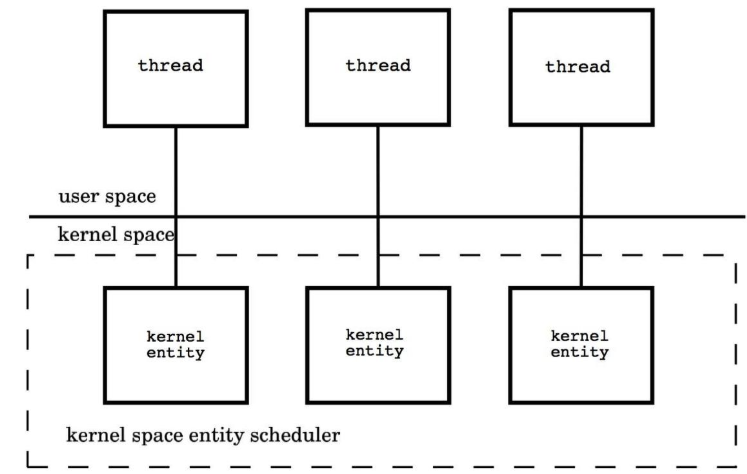 thread
thread
thread
user space
kernel space
kernel
entity
kernel
entity
kernel
entity
kernel space entity scheduler